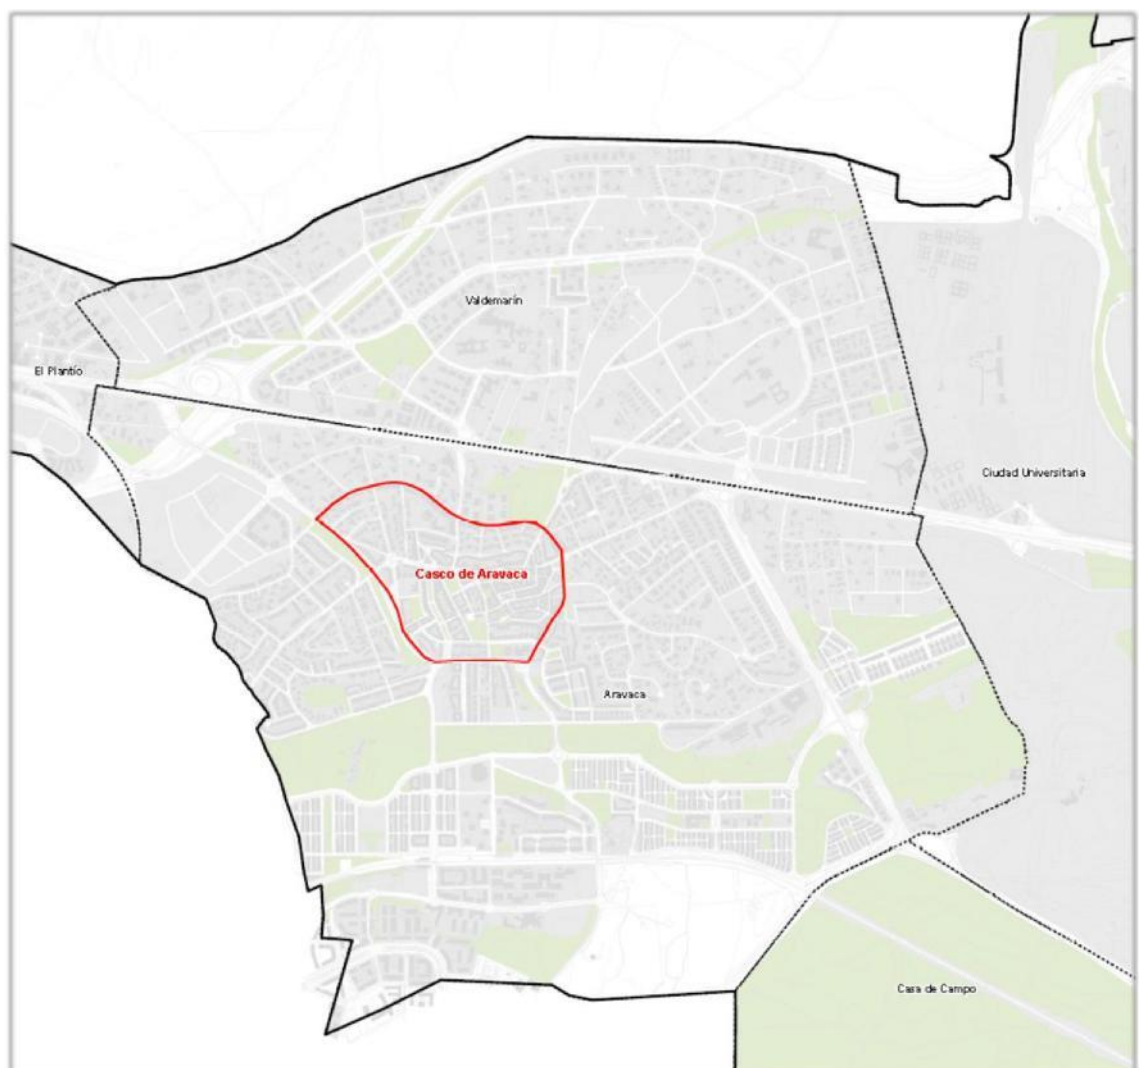 Valdemarín
El Plantío
Ciudad Universitaria
Casco de Aravaca
Aravaca
Casa de Campo